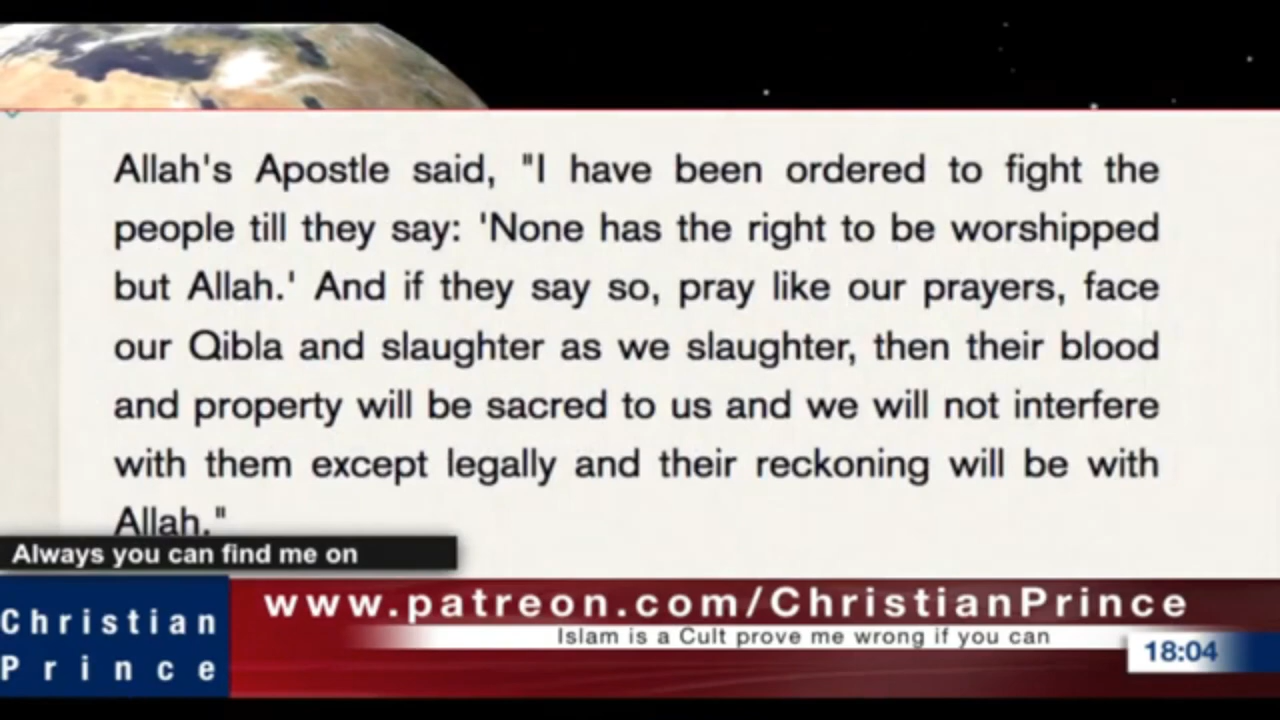 Allah's Apostle said, "I have been ordered to fight the
people till they say: 'None has the right to be worshipped
but Allah.' And if they say so, pray like our prayers, face
our Qibla and slaughter as we slaughter, then their blood
and property will be sacred to us and we will not interfere
with them except legally and their reckoning will be with
Allah."
Always you can find me on
Christian
Prince
www.patreon.com/ChristianPrince
Islam is a Cult prove me wrong if you can
18:04